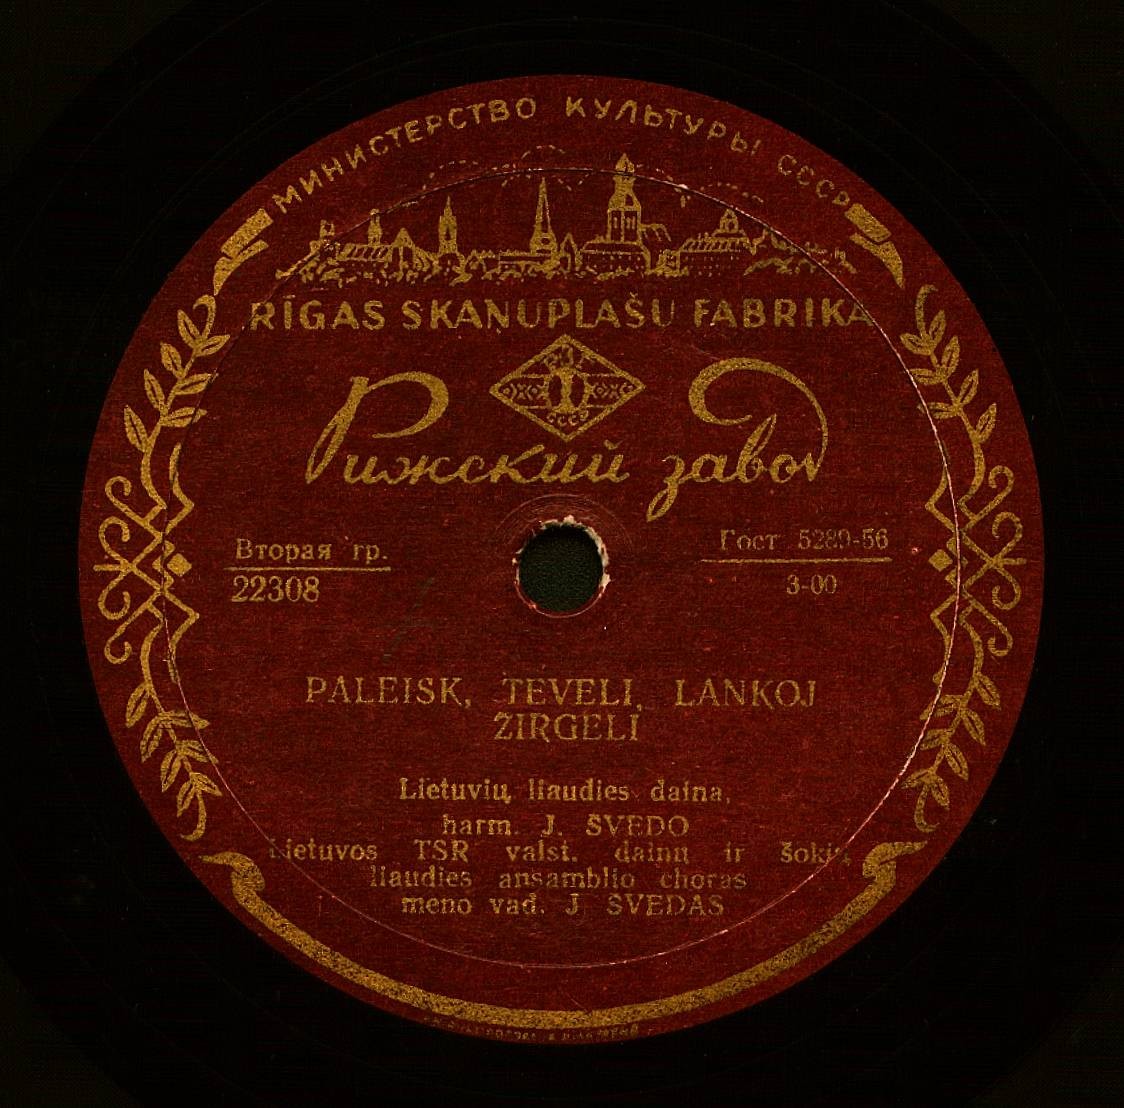 МИНИСТЕРСТВО КУЛЬТУРЫ СССР
RĪGAS SKAŅUPLAŠU FABRIKA
СССР
Рижский завод
Вторая гр.
22308
Гост 5289-56
3-00
PALEISK, TEVELI, LANKOJ
ŽIRGELĮ
Lietuvių liaudies daina,
harm. J. ŠVEDO
Lietuvos TSR valst. dainų ir šokių
liaudies ansamblio choras
meno vad. J ŠVEDAS